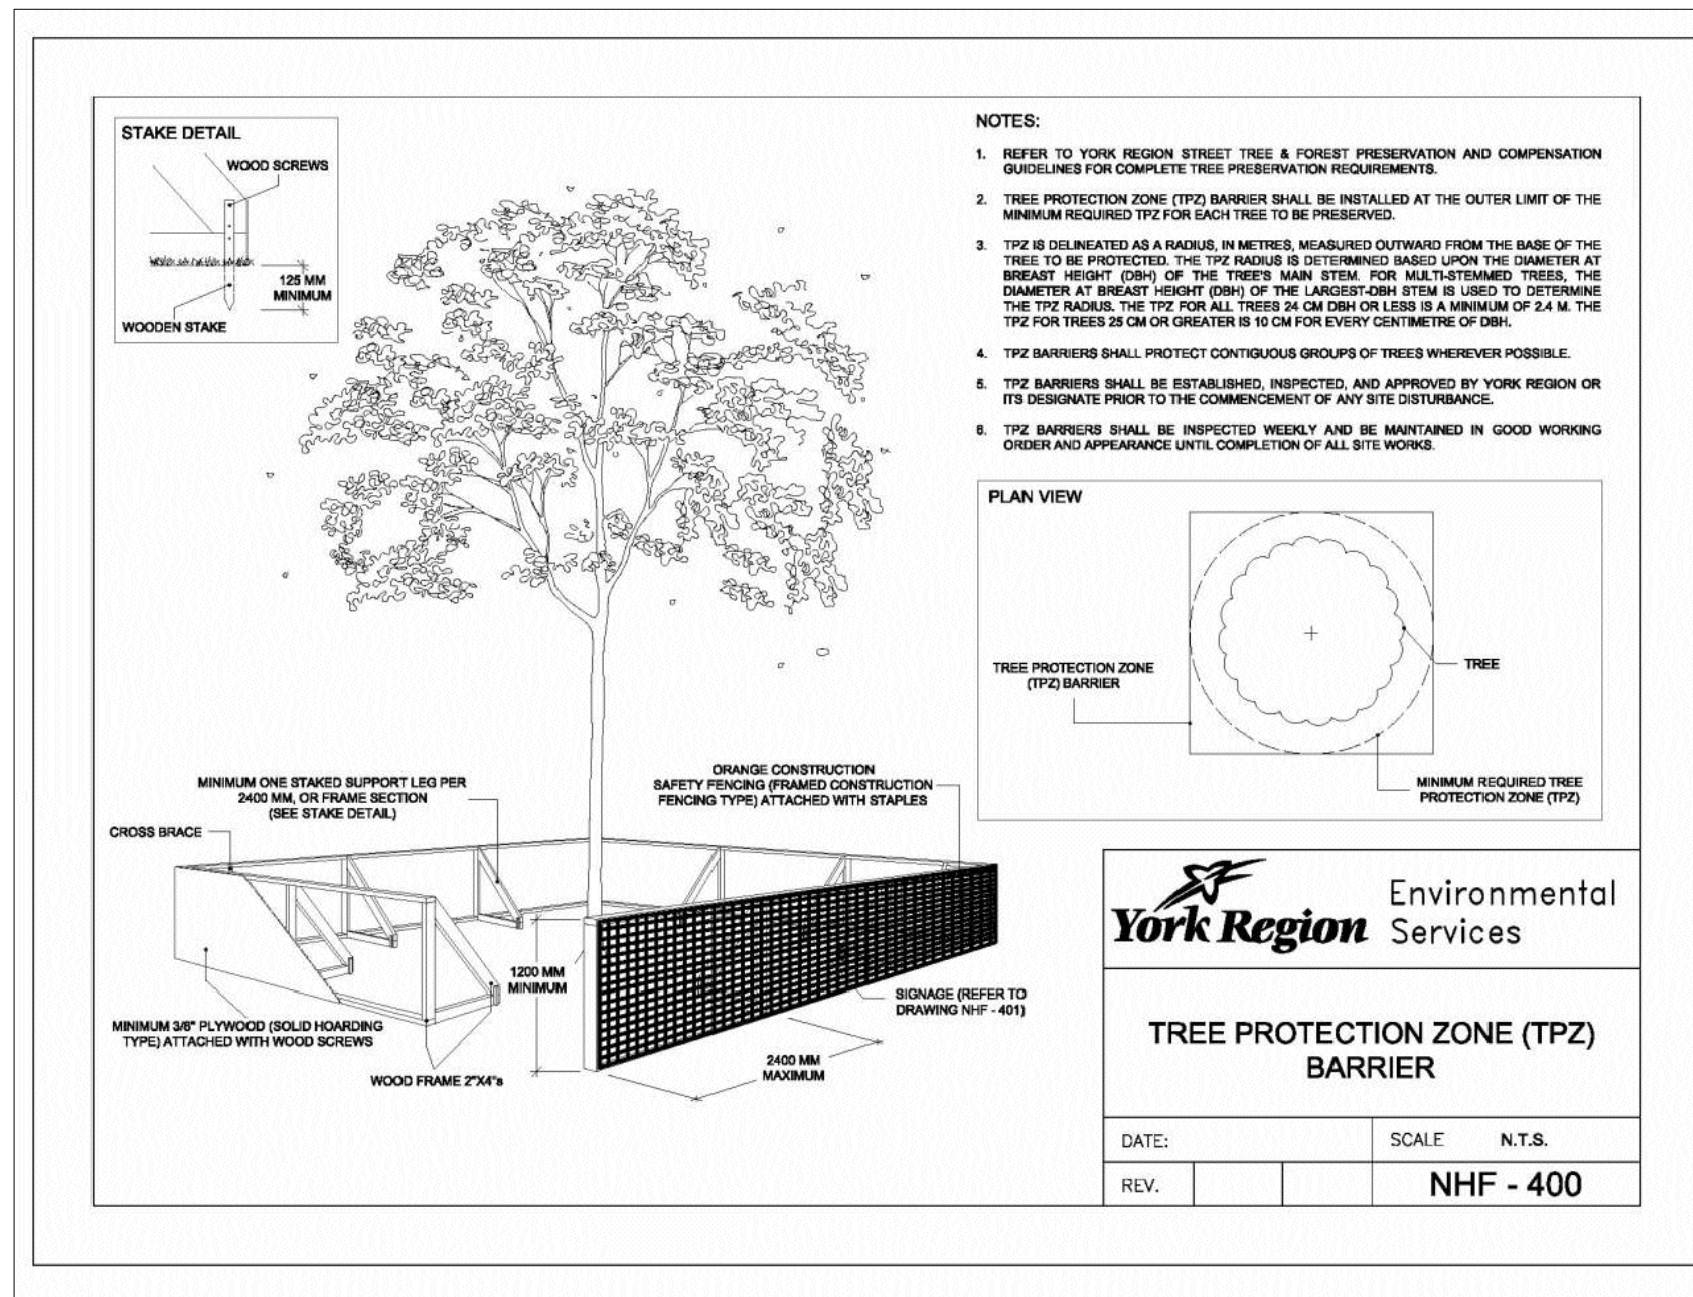 STAKE DETAIL
WOOD SCREWS
125 MM
MINIMUM
WOODEN STAKE
NOTES:
1. REFER TO YORK REGION STREET TREE & FOREST PRESERVATION AND COMPENSATION
GUIDELINES FOR COMPLETE TREE PRESERVATION REQUIREMENTS.
2. TREE PROTECTION ZONE (TPZ) BARRIER SHALL BE INSTALLED AT THE OUTER LIMIT OF THE
MINIMUM REQUIRED TPZ FOR EACH TREE TO BE PRESERVED.
3. TPZ IS DELINEATED AS A RADIUS, IN METRES, MEASURED OUTWARD FROM THE BASE OF THE
TREE TO BE PROTECTED. THE TPZ RADIUS IS DETERMINED BASED UPON THE DIAMETER AT
BREAST HEIGHT (DBH) OF THE TREE'S MAIN STEM. FOR MULTI-STEMMED TREES, THE
DIAMETER AT BREAST HEIGHT (DBH) OF THE LARGEST-DBH STEM IS USED TO DETERMINE
THE TPZ RADIUS. THE TPZ FOR ALL TREES 24 CM DBH OR LESS IS A MINIMUM OF 2.4 M. THE
TPZ FOR TREES 25 CM OR GREATER IS 10 CM FOR EVERY CENTIMETRE OF DBH.
4. TPZ BARRIERS SHALL PROTECT CONTIGUOUS GROUPS OF TREES WHEREVER POSSIBLE.
5. TPZ BARRIERS SHALL BE ESTABLISHED, INSPECTED, AND APPROVED BY YORK REGION OR
ITS DESIGNATE PRIOR TO THE COMMENCEMENT OF ANY SITE DISTURBANCE.
6. TPZ BARRIERS SHALL BE INSPECTED WEEKLY AND BE MAINTAINED IN GOOD WORKING
ORDER AND APPEARANCE UNTIL COMPLETION OF ALL SITE WORKS.
PLAN VIEW
TREE PROTECTION ZONE
(TPZ) BARRIER
TREE
MINIMUM REQUIRED TREE
PROTECTION ZONE (TPZ)
MINIMUM ONE STAKED SUPPORT LEG PER
2400 MM, OR FRAME SECTION
(SEE STAKE DETAIL)
CROSS BRACE
ORANGE CONSTRUCTION
SAFETY FENCING (FRAMED CONSTRUCTION
FENCING TYPE) ATTACHED WITH STAPLES
1200 MM
MINIMUM
SIGNAGE (REFER TO
DRAWING NHF - 401)
MINIMUM 3/8" PLYWOOD (SOLID HOARDING
TYPE) ATTACHED WITH WOOD SCREWS
2400 MM
MAXIMUM
WOOD FRAME 2"X4"s
York Region
Environmental
Services
TREE PROTECTION ZONE (TPZ)
BARRIER
DATE:
SCALE N.T.S.
REV.
NHF - 400